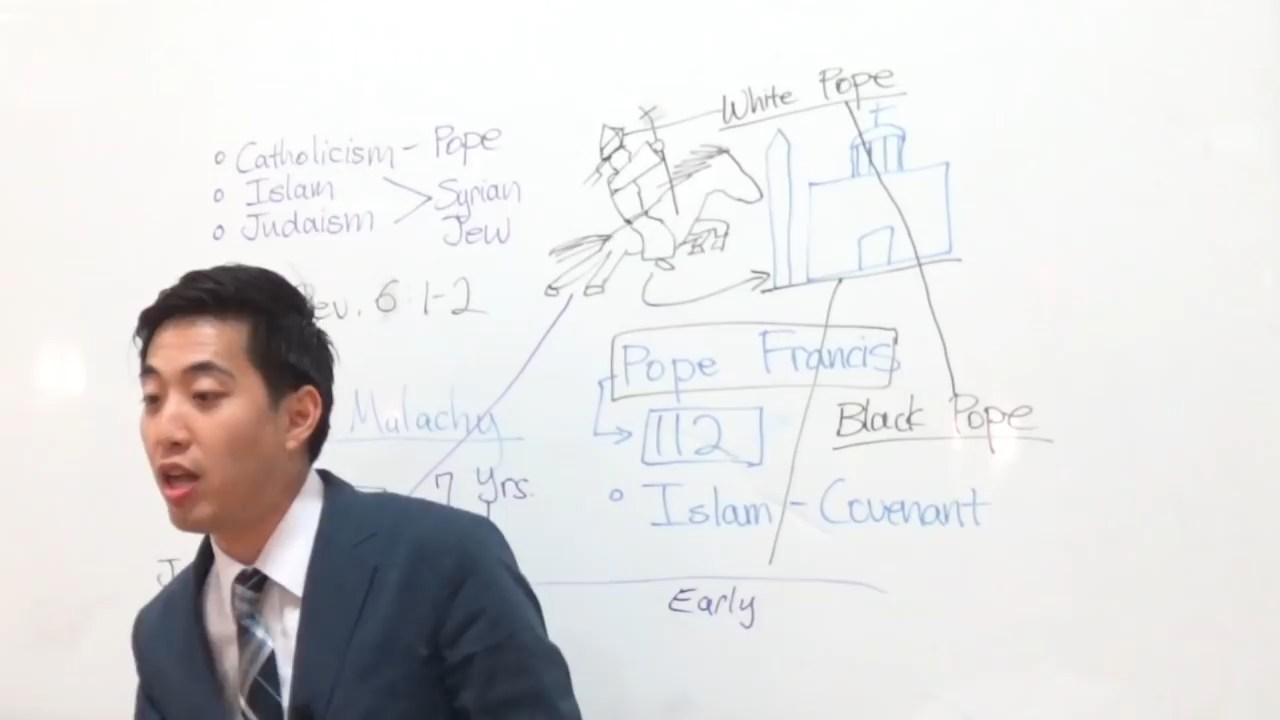 White Pope
Catholicism - Pope
Islam
Syrian
Judaism
Jew
Rev. 6:1-2
Pope Francis
Malachy
112
Black Pope
7 Yrs.
Islam - Covenant
Early